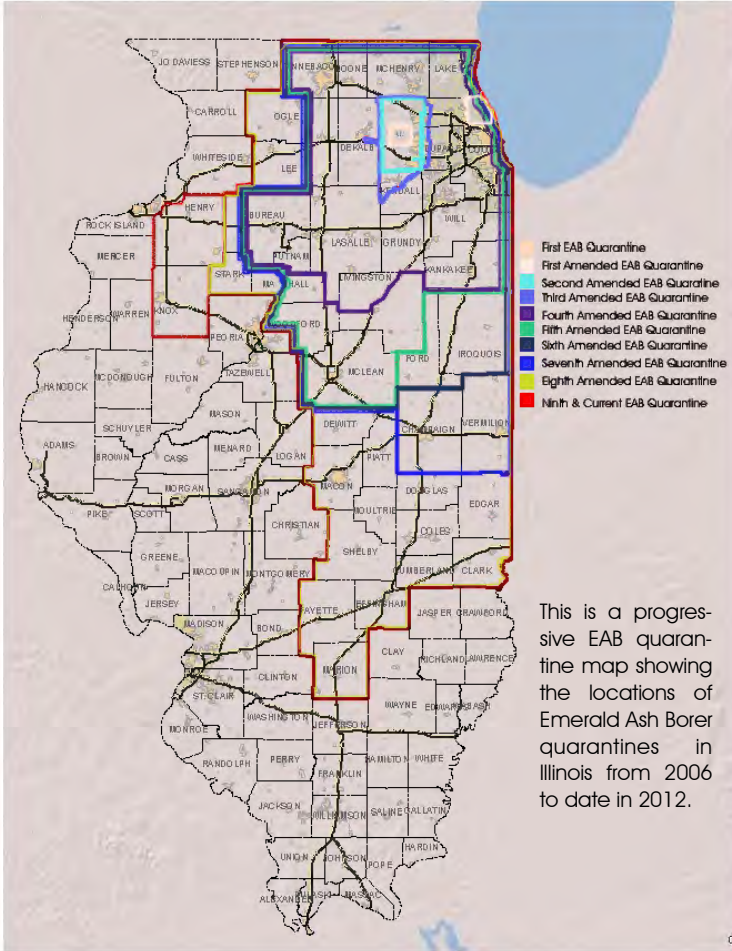 JO DAVIESS
STEPHENSON
BOONE
MCHENRY
LAKE
CARROLL
OGLE
DEKALB
WHITESIDE
LEE
KENDALL
HENRY
BUREAU
WILL
ROCK ISLAND
LASALLE
GRUNDY
MERCER
PUTNAM
KANKAKEE
STARK
LIVINGSTON
HENDERSON
WARREN
KNOX
PEORIA
FORD
IROQUOIS
MCLEAN
HANCOCK
MCDONOUGH
FULTON
TAZEWELL
MASON
DEWITT
CHAMPAIGN
VERMILION
SCHUYLER
ADAMS
BROWN
CASS
MENARD
LOGAN
PIATT
MACON
MORGAN
SANGAMON
DOUGLAS
EDGAR
PIKE
SCOTT
MOULTRIE
CHRISTIAN
COLES
GREENE
SHELBY
MACOUPIN
MONTGOMERY
CUMBERLAND
CLARK
CALHOUN
JERSEY
FAYETTE
EFFINGHAM
JASPER
CRAWFORD
MADISON
BOND
CLAY
RICHLAND
LAWRENCE
MARION
CLINTON
ST. CLAIR
WAYNE
WASHINGTON
JEFFERSON
MONROE
RANDOLPH
PERRY
HAMILTON
WHITE
FRANKLIN
JACKSON
WILLIAMSON
SALINE
GALLATIN
HARDIN
UNION
JOHNSON
POPE
ALEXANDER
PULASKI
MASSAC
First EAB Quarantine
First Amended EAB Quarantine
Second Amended EAB Quaratine
Third Amended EAB Quarantine
Fourth Amended EAB Quarantine
Fifth Amended EAB Quarantine
Sixth Amended EAB Quarantine
Seventh Amended EAB Quarantine
Eighth Amended EAB Quarantine
Ninth & Current EAB Quarantine
This is a progres-
sive EAB quaran-
tine map showing
the locations of
Emerald Ash Borer
quarantines in
Illinois from 2006
to date in 2012.